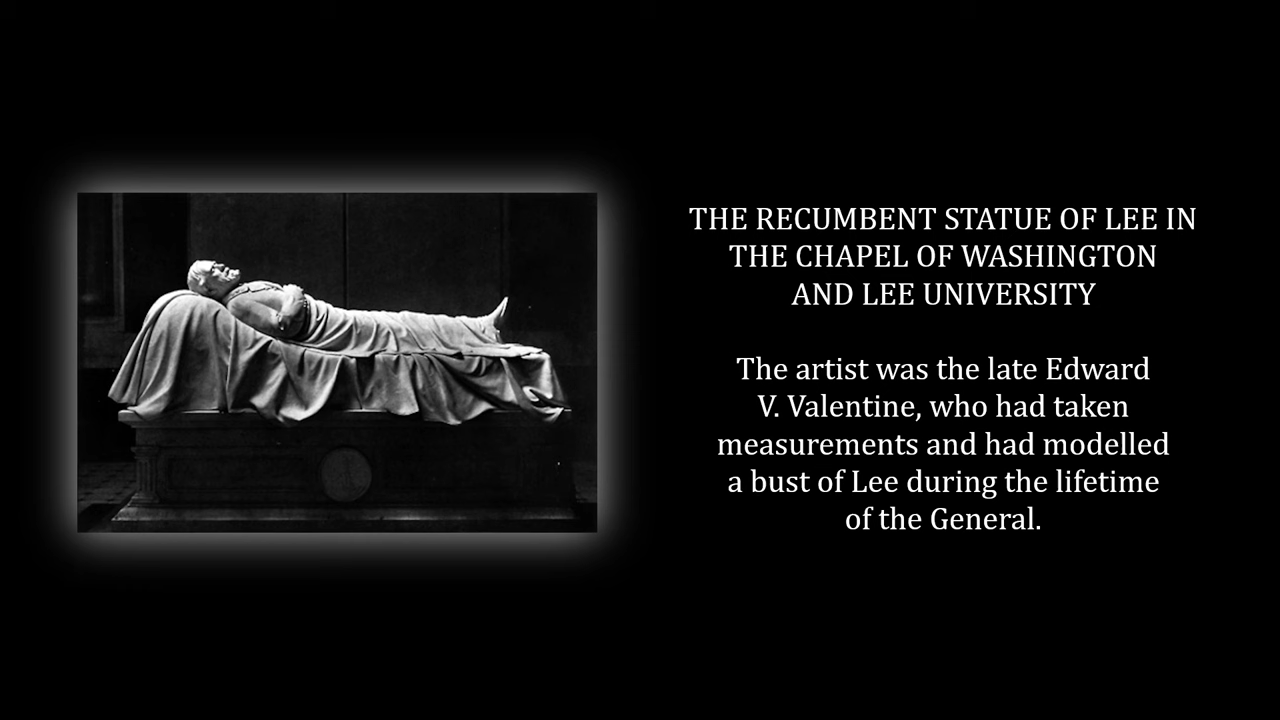 THE RECUMBENT STATUE OF LEE IN
THE CHAPEL OF WASHINGTON
AND LEE UNIVERSITY
The artist was the late Edward
V. Valentine, who had taken
measurements and had modelled
a bust of Lee during the lifetime
of the General.